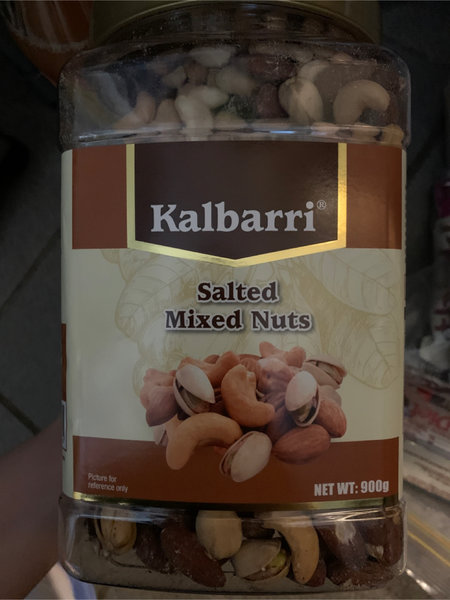 Kalbarri®
Salted
Mixed Nuts
Picture for
reference only
NET WT: 900g